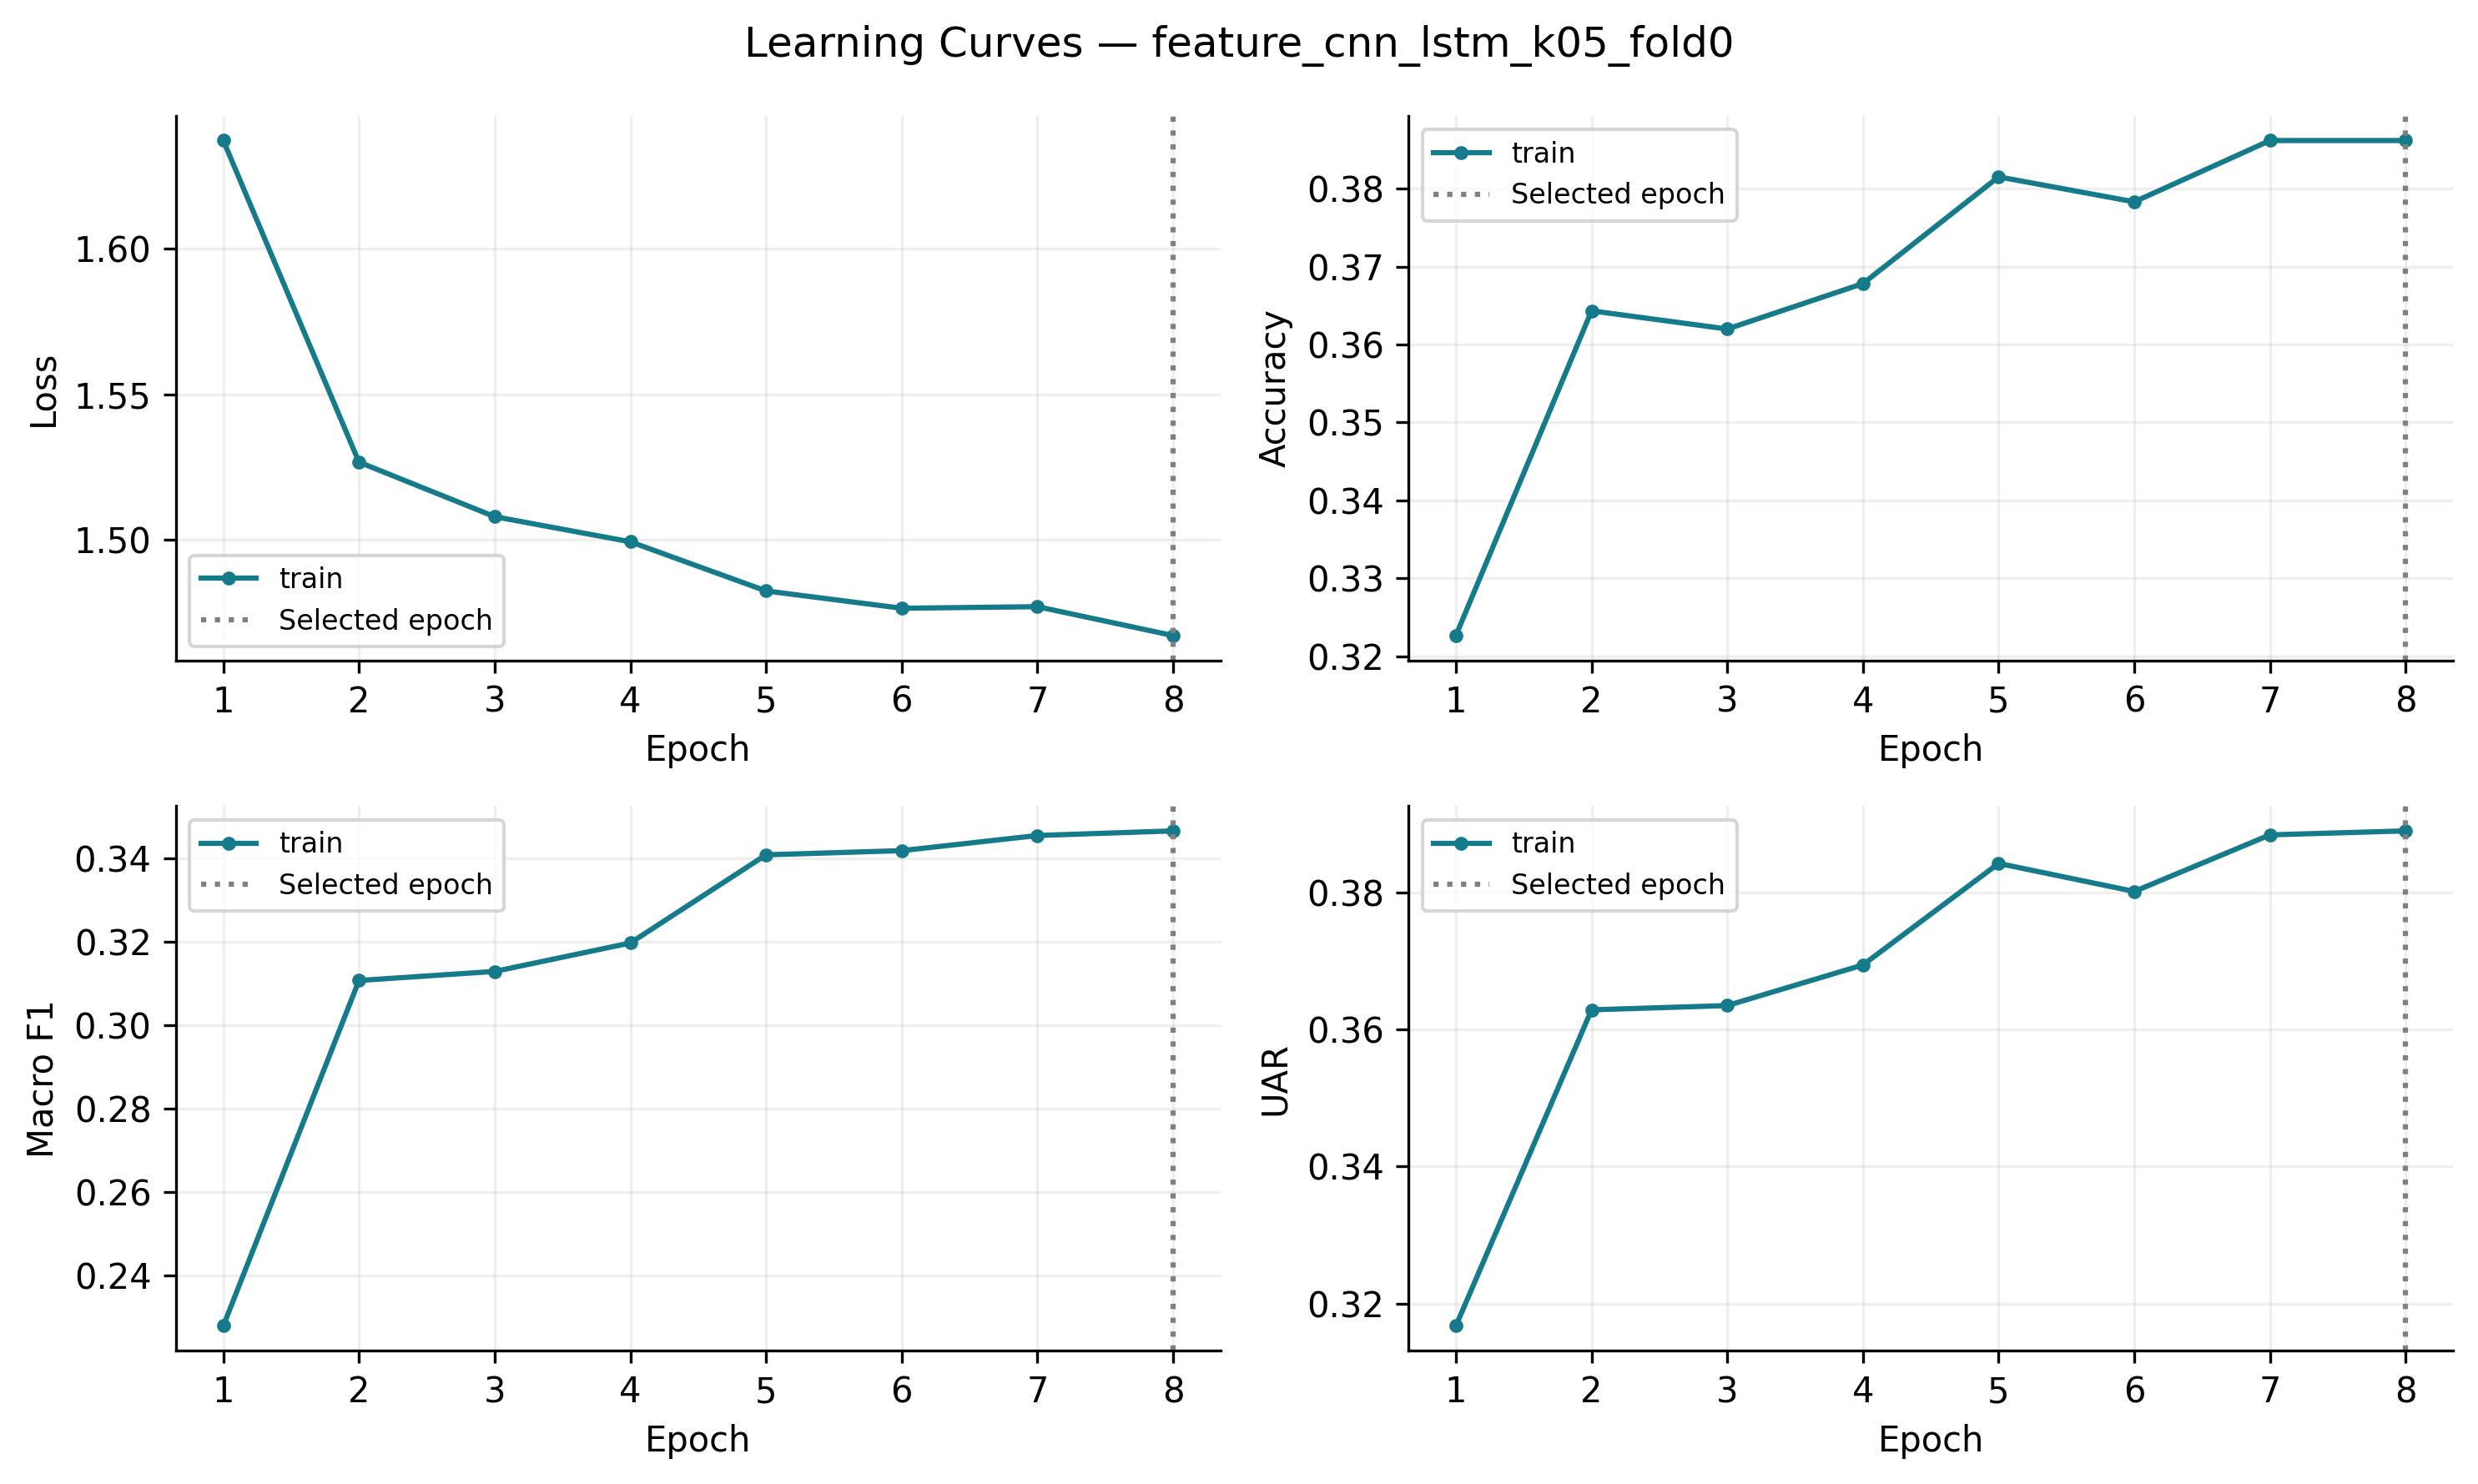 Learning Curves — feature_cnn_lstm_k05_fold0
Loss
1.60
1.55
1.50
train
Selected epoch
1 2 3 4 5 6 7 8
Epoch
Accuracy
0.38
0.37
0.36
0.35
0.34
0.33
0.32
train
Selected epoch
1 2 3 4 5 6 7 8
Epoch
Macro F1
0.34
0.32
0.30
0.28
0.26
0.24
train
Selected epoch
1 2 3 4 5 6 7 8
Epoch
UAR
0.38
0.36
0.34
0.32
train
Selected epoch
1 2 3 4 5 6 7 8
Epoch